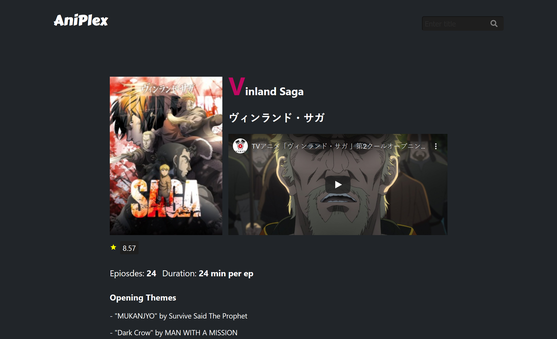 AniPlex
Vinland Saga
ヴィンランド・サガ
TVアニメ「ヴィンランド・サガ」第2クールオープニン...
SAGA
8.57
Epiosdes: 24 Duration: 24 min per ep
Opening Themes
- "MUKANJYO" by Survive Said The Prophet
- "Dark Crow" by MAN WITH A MISSION